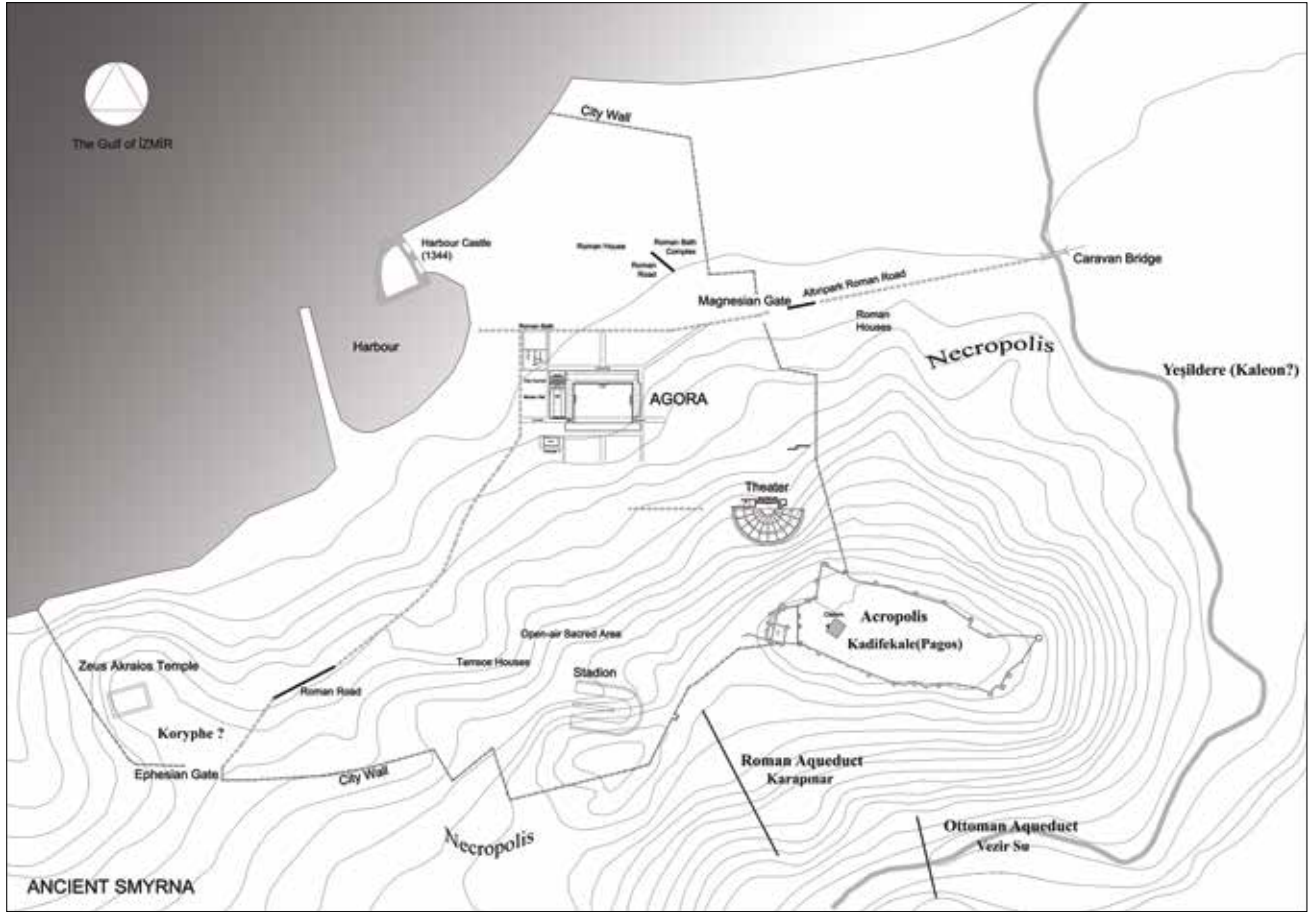 The Gulf of İZMİR
City Wall
Harbour Castle
(1344)
Roman House
Roman Bath
Complex
Roman
Road
Caravan Bridge
Altınpark Roman Road
Magnesian Gate
Roman
Houses
Necropolis
Harbour
Roman Bath
Yeşildere (Kaleon?)
AGORA
Theater
Acropolis
Kadifekale(Pagos)
Open-air Sacred Area
Zeus Akraios Temple
Terrace Houses
Stadion
Roman Road
Koryphe ?
Ephesian Gate
City Wall
Roman Aqueduct
Karapınar
Necropolis
Ottoman Aqueduct
Vezir Su
ANCIENT SMYRNA